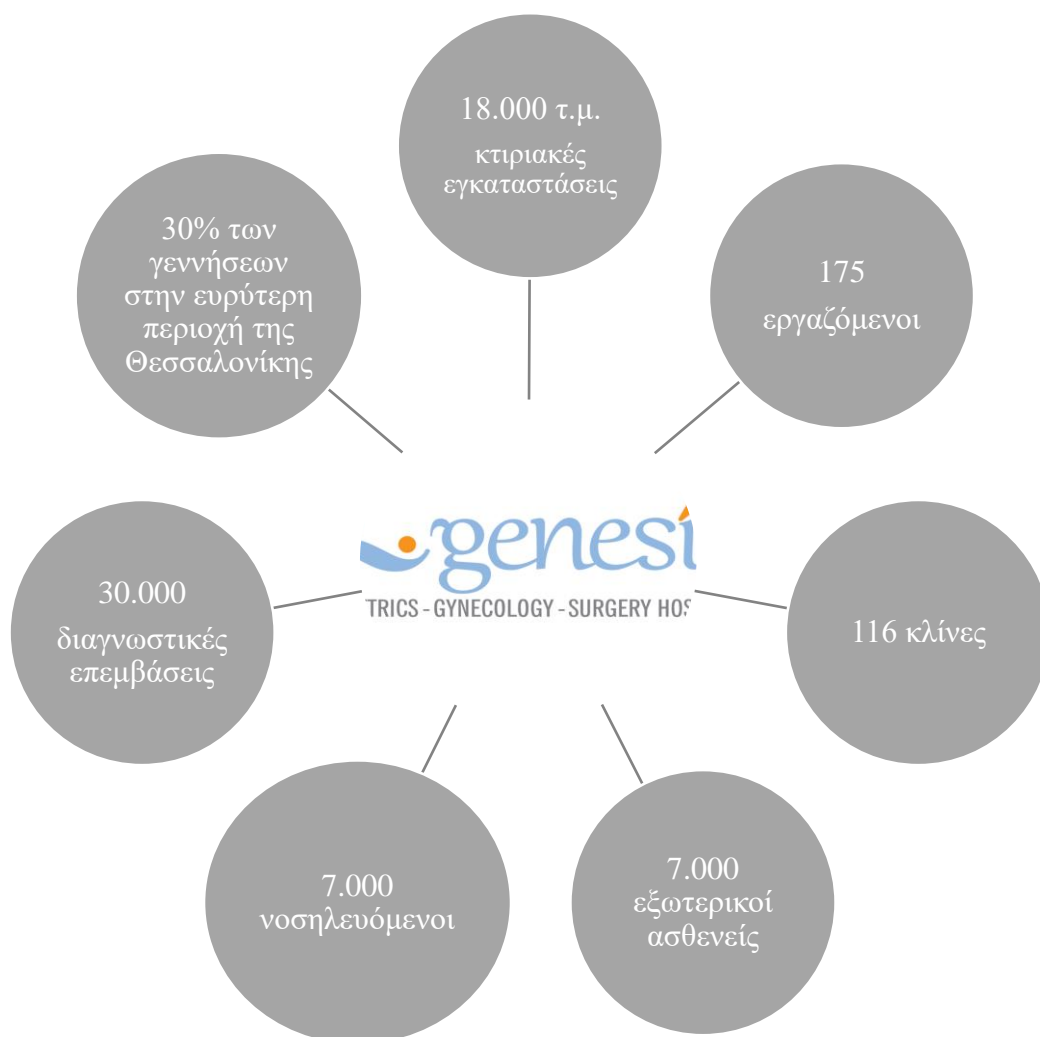 18.000 τ.μ.
κτιριακές
εγκαταστάσεις
175
εργαζόμενοι
116 κλίνες
7.000
εξωτερικοί
ασθενείς
7.000
νοσηλευόμενοι
30.000
διαγνωστικές
επεμβάσεις
30% των
γεννήσεων
στην ευρύτερη
περιοχή της
Θεσσαλονίκης
genesi
TRICS - GYNECOLOGY - SURGERY HOS